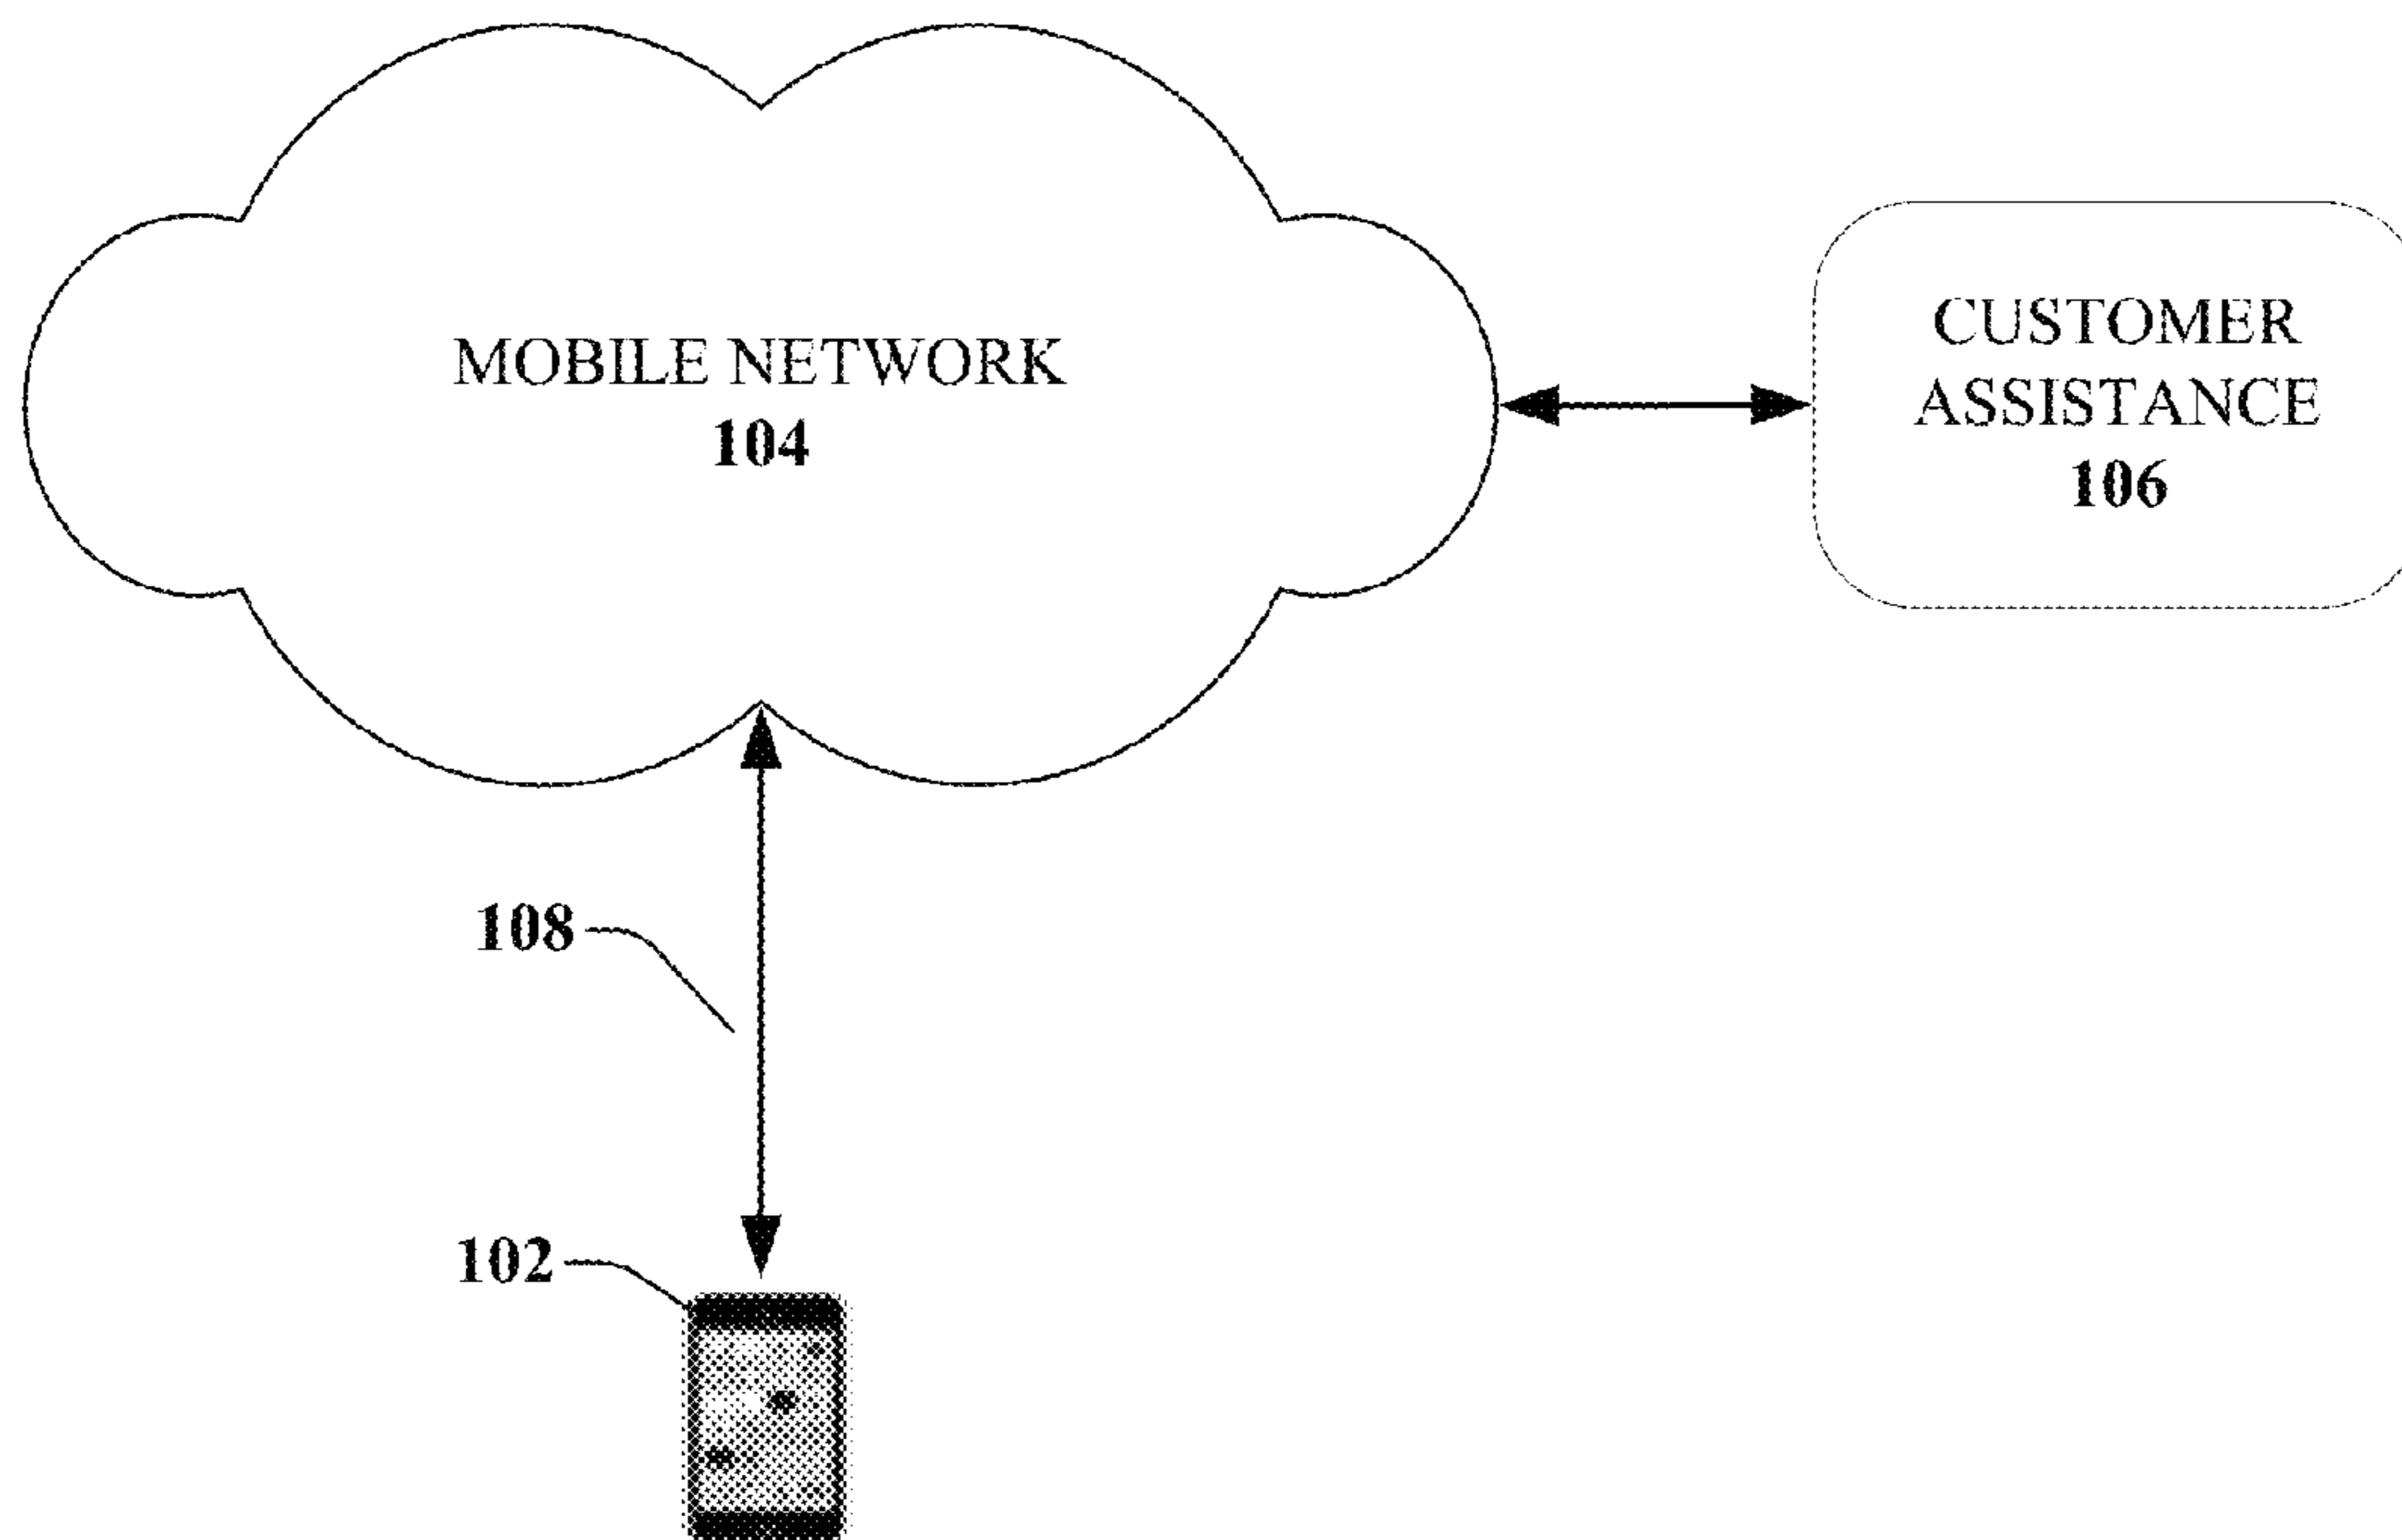 MOBILE NETWORK
104
CUSTOMER
ASSISTANCE
106
108
102